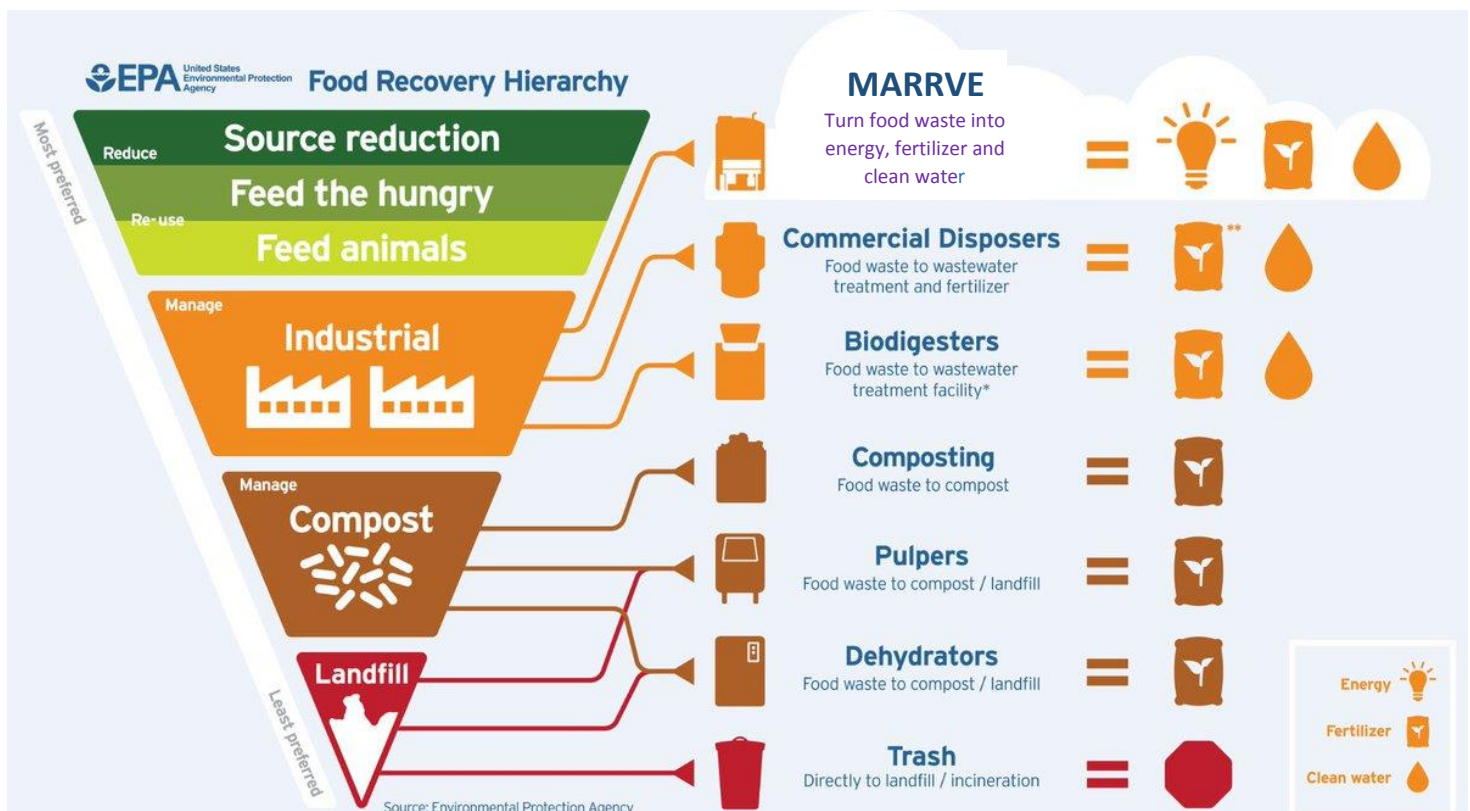 EPA United States
Environmental Protection
Agency
Food Recovery Hierarchy
Most preferred
Least preferred
Reduce
Source reduction
Feed the hungry
Re-use
Feed animals
Manage
Industrial
Manage
Compost
Landfill
Source: Environmental Protection Agency
MARRVE
Turn food waste into
energy, fertilizer and
clean water
=
Commercial Disposers
Food waste to wastewater
treatment and fertilizer
=
**
Biodigesters
Food waste to wastewater
treatment facility*
=
Composting
Food waste to compost
=
Pulpers
Food waste to compost / landfill
=
Dehydrators
Food waste to compost / landfill
=
Trash
Directly to landfill / incineration
=
Energy
Fertilizer
Clean water